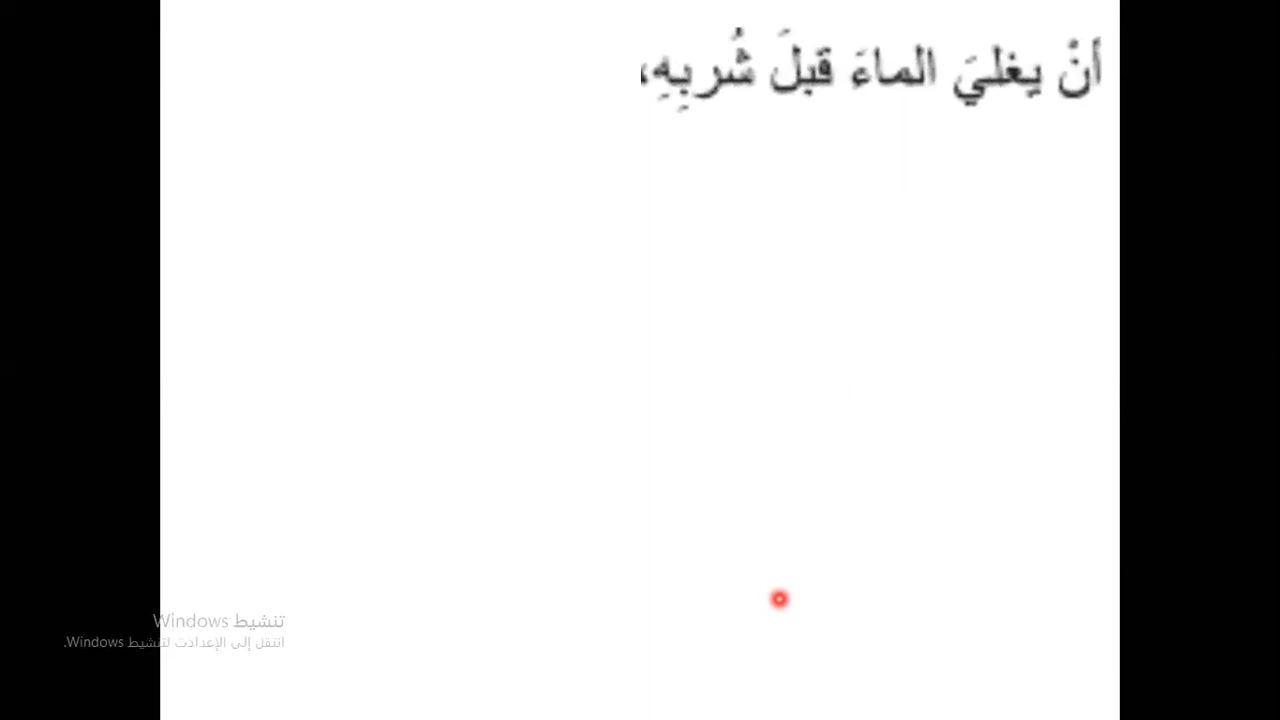 أنْ يغليَ الماءَ قبلَ شُربِهِ،
تنشيط Windows
انتقل إلى الإعدادات لتنشيط Windows.